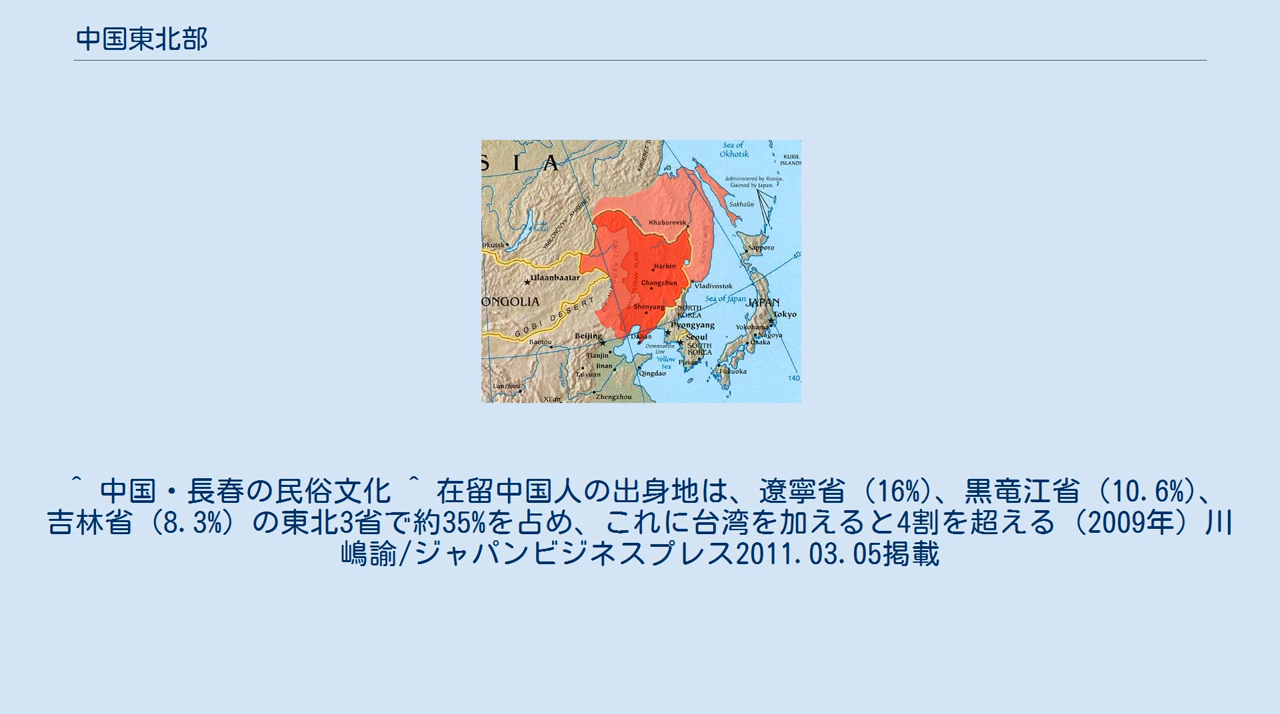 中国東北部
S I A
Sea of
Okhotsk
KURIL
ISLANDS
Administered by Russia,
Claimed by Japan.
Sakhalin
Khabarovsk
Irkutsk
Sapporo
Ulaanbaatar
Harbin
Changchun
Vladivostok
ONGOLIA
Sea of Japan
JAPAN
GOBI DESERT
Shenyang
NORTH
KOREA
Tokyo
Pyongyang
Yokohama
Beijing
Dalian
Seoul
Nagoya
Baotou
Demarcation
Line
SOUTH
KOREA
Osaka
Tianjin
Yellow
Sea
Pusan
Jinan
Taiyuan
Qingdao
Fukuoka
140
Lanzhou
Xi'an
Zhengzhou
^ 中国・長春の民俗文化 ^ 在留中国人の出身地は、遼寧省（16%）、黒竜江省（10.6%）、
吉林省（8.3%）の東北3省で約35%を占め、これに台湾を加えると4割を超える（2009年）川
嶋諭/ジャパンビジネスプレス2011.03.05掲載